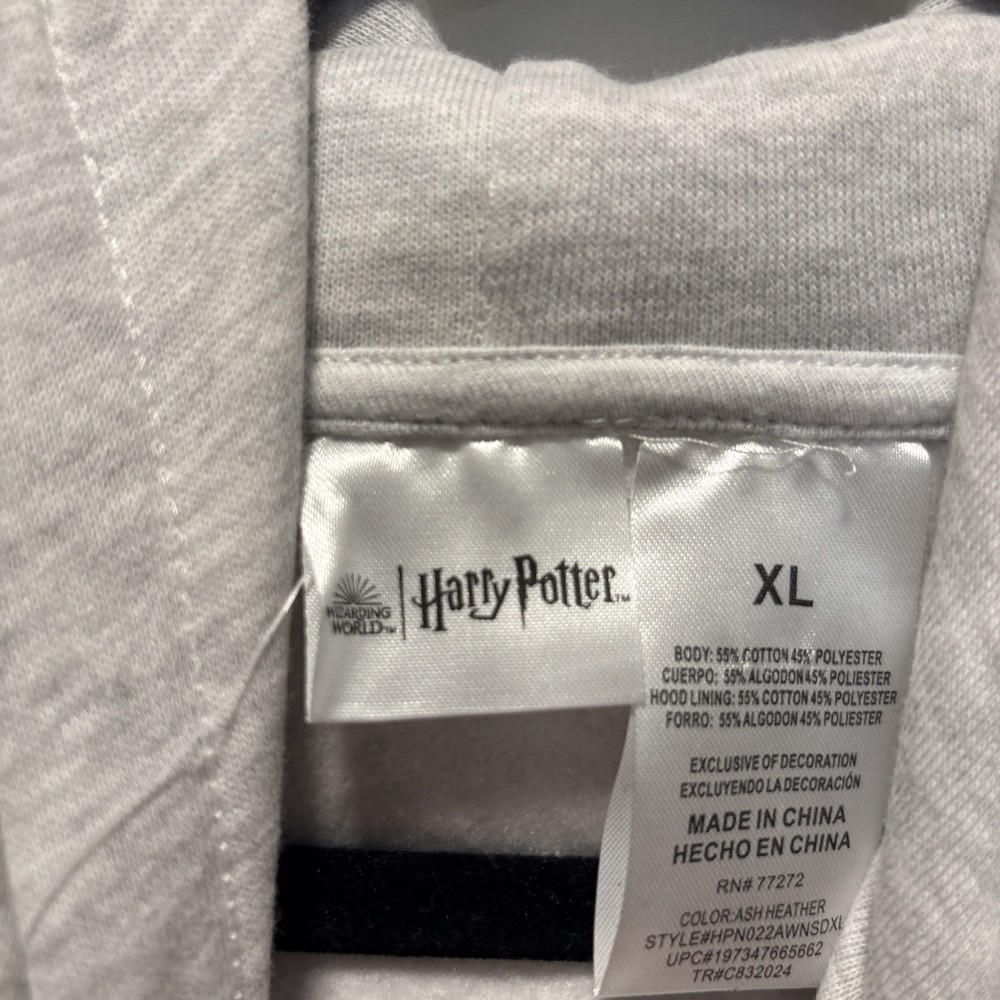 WIZARDING
WORLD™
Harry Potter™
XL
BODY: 55% COTTON 45% POLYESTER
CUERPO: 55% ALGODON 45% POLIESTER
HOOD LINING: 55% COTTON 45% POLYESTER
FORRO: 55% ALGODON 45% POLIESTER
EXCLUSIVE OF DECORATION
EXCLUYENDO LA DECORACIÓN
MADE IN CHINA
HECHO EN CHINA
RN# 77272
COLOR:ASH HEATHER
STYLE#HPN022AWNSDXL
UPC#197347665662
TR#C832024